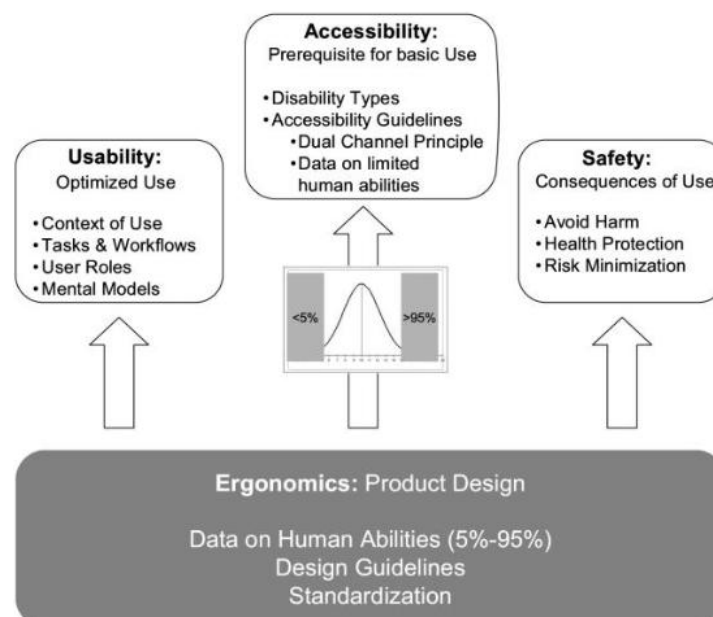 Accessibility:
Prerequisite for basic Use
•Disability Types
•Accessibility Guidelines
•Dual Channel Principle
•Data on limited
human abilities
Usability:
Optimized Use
•Context of Use
•Tasks & Workflows
•User Roles
•Mental Models
Safety:
Consequences of Use
•Avoid Harm
•Health Protection
•Risk Minimization
<5%
>95%
Ergonomics: Product Design
Data on Human Abilities (5%-95%)
Design Guidelines
Standardization